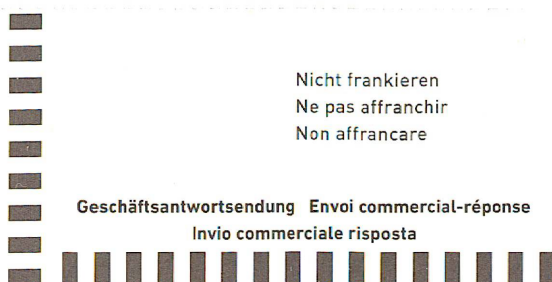 Nicht frankieren
Ne pas affranchir
Non affrancare
Geschäftsantwortsendung Envoi commercial-réponse
Invio commerciale risposta